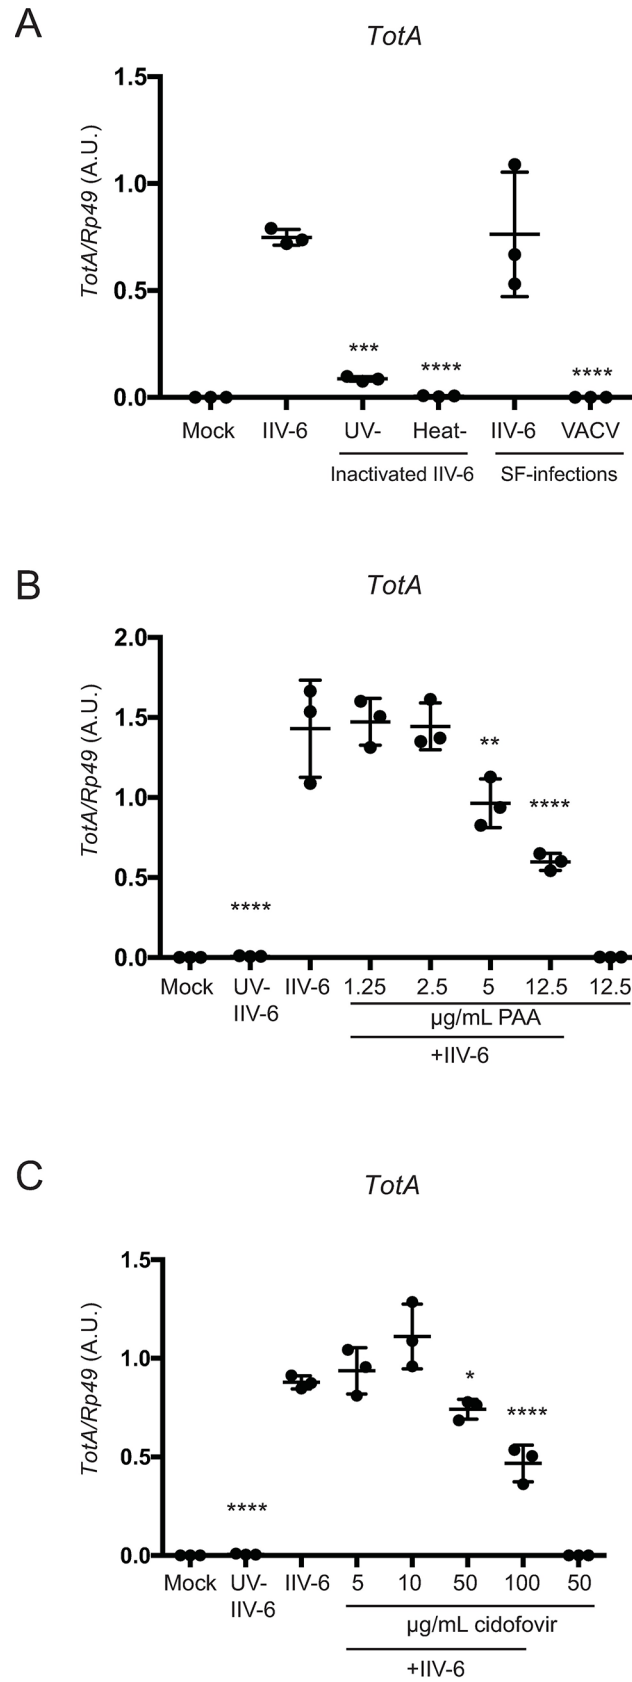 A
TotA
TotA/Rp49 (A.U.)
1.5
1.0
0.5
0.0
***
****
****
Mock IIV-6 UV- Heat- IIV-6 VACV
Inactivated IIV-6 SF-infections
B
TotA
TotA/Rp49 (A.U.)
2.0
1.5
1.0
0.5
0.0
****
**
****
Mock UV- IIV-6 1.25 2.5 5 12.5 12.5
IIV-6
µg/mL PAA
+IIV-6
C
TotA
TotA/Rp49 (A.U.)
1.5
1.0
0.5
0.0
****
*
****
Mock UV- IIV-6 5 10 50 100 50
IIV-6
µg/mL cidofovir
+IIV-6